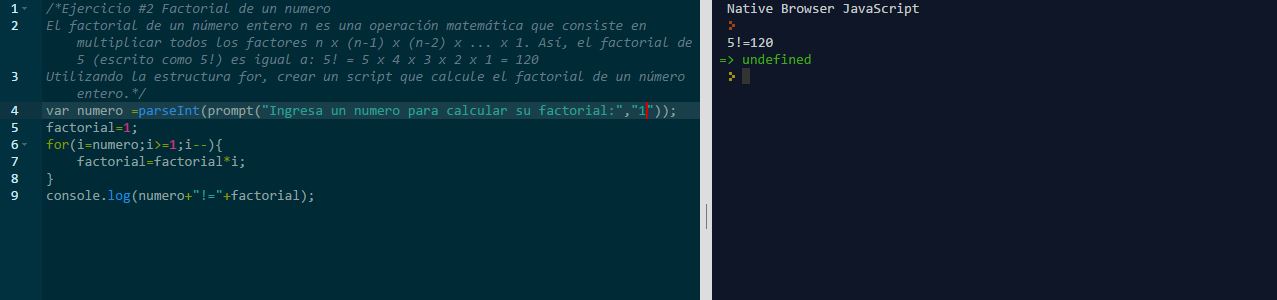 1 /*Ejercicio #2 Factorial de un numero
2 El factorial de un número entero n es una operación matemática que consiste en
multiplicar todos los factores n x (n-1) x (n-2) x ... x 1. Así, el factorial de
5 (escrito como 5!) es igual a: 5! = 5 x 4 x 3 x 2 x 1 = 120
3 Utilizando la estructura for, crear un script que calcule el factorial de un número
entero.*/
4 var numero =parseInt(prompt("Ingresa un numero para calcular su factorial:","1"));
5 factorial=1;
6 for(i=numero;i>=1;i--){
7 factorial=factorial*i;
8 }
9 console.log(numero+"!="+factorial);
Native Browser JavaScript
>
5!=120
=> undefined
>